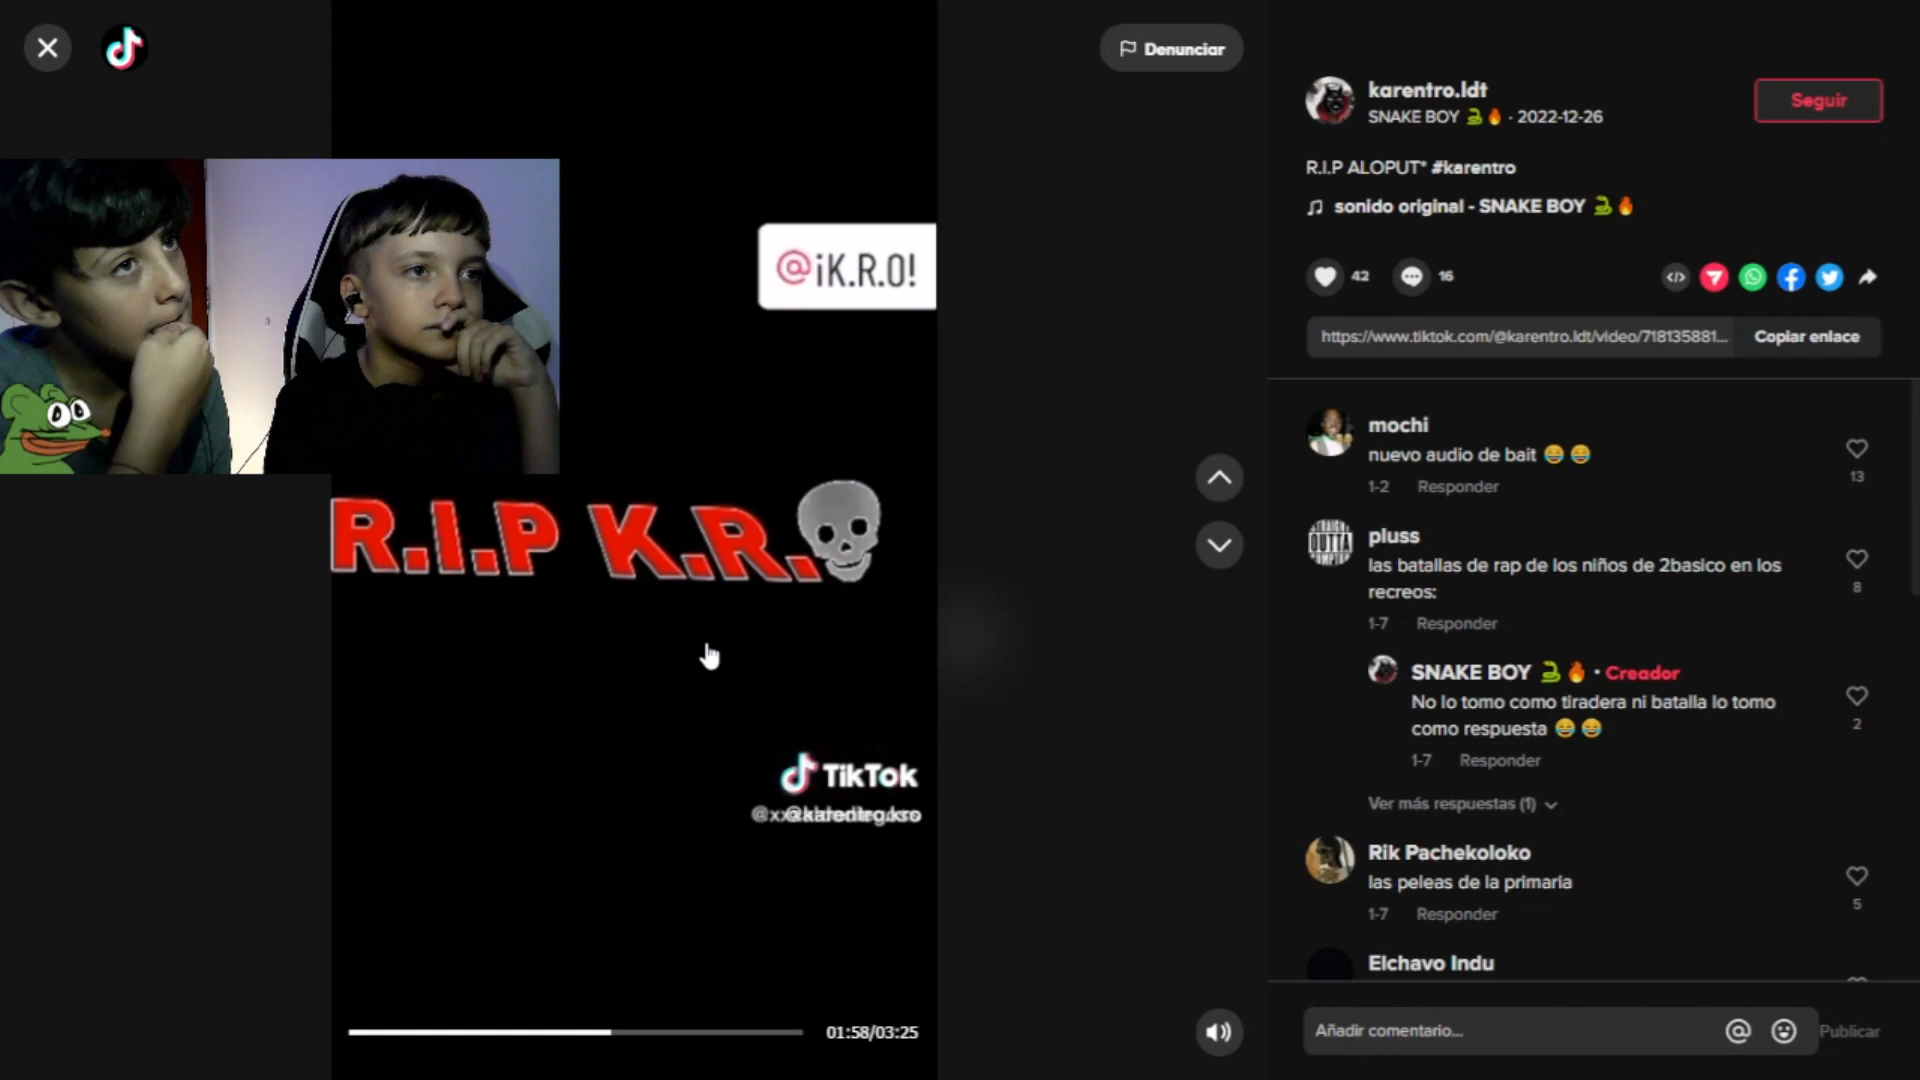 Denunciar
karentro.ldt
SNAKE BOY 🐍🔥 · 2022-12-26
Seguir
R.I.P ALOPUT* #karentro
sonido original - SNAKE BOY 🐍🔥
42
16
https://www.tiktok.com/@karentro.ldt/video/718135881...
Copiar enlace
@¡K.R.O!
R.I.P K.R.
TikTok
01:58/03:25
mochi
nuevo audio de bait 😂😂
13
1-2 Responder
pluss
las batallas de rap de los niños de 2basico en los
recreos:
8
1-7 Responder
SNAKE BOY 🐍🔥 · Creador
No lo tomo como tiradera ni batalla lo tomo
como respuesta 😂😂
2
1-7 Responder
Ver más respuestas (1)
Rik Pachekoloko
las peleas de la primaria
5
1-7 Responder
Elchavo Indu
Añadir comentario...
Publicar